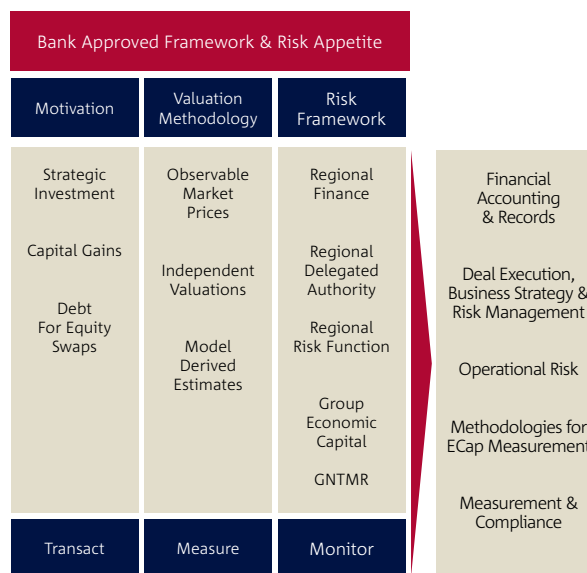 Bank Approved Framework & Risk Appetite
Motivation
Valuation
Methodology
Risk
Framework
Strategic
Investment
Capital Gains
Debt
For Equity
Swaps
Observable
Market
Prices
Independent
Valuations
Model
Derived
Estimates
Regional
Finance
Regional
Delegated
Authority
Regional
Risk Function
Group
Economic
Capital
GNTMR
Financial
Accounting
& Records
Deal Execution,
Business Strategy &
Risk Management
Operational Risk
Methodologies for
ECap Measurement
Measurement &
Compliance
Transact
Measure
Monitor